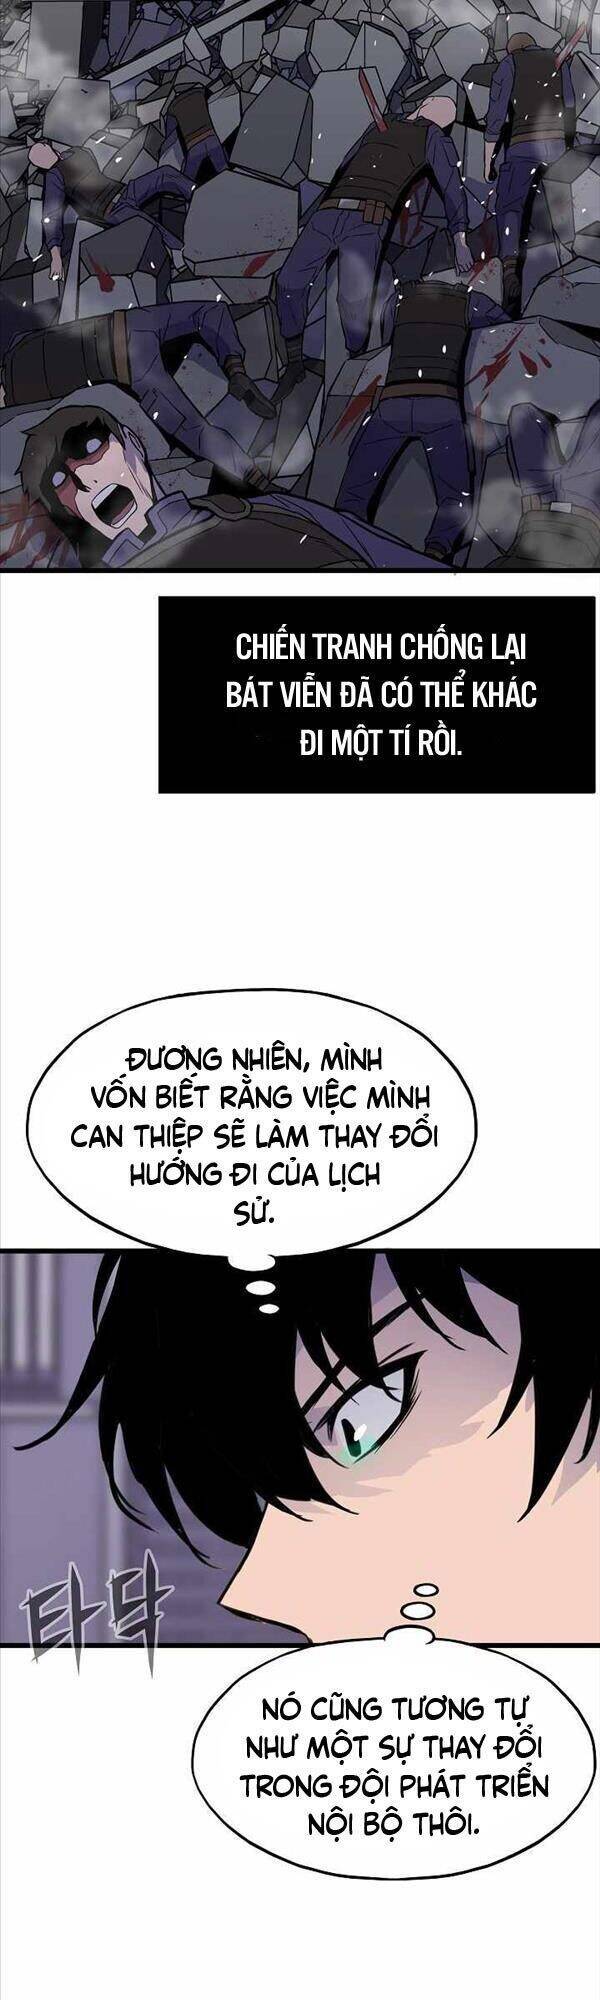 CHIẾN TRANH CHỐNG LẠI
BÁT VIỄN ĐÃ CÓ THỂ KHÁC
ĐI MỘT TÍ RỒI.
ĐƯƠNG NHIÊN, MÌNH
VỐN BIẾT RẰNG VIỆC MÌNH
CAN THIỆP SẼ LÀM THAY ĐỔI
HƯỚNG ĐI CỦA LỊCH
SỬ.
타닥
NÓ CŨNG TƯƠNG TỰ
NHƯ MỘT SỰ THAY ĐỔI
TRONG ĐỘI PHÁT TRIỂN
NỘI BỘ THÔI.